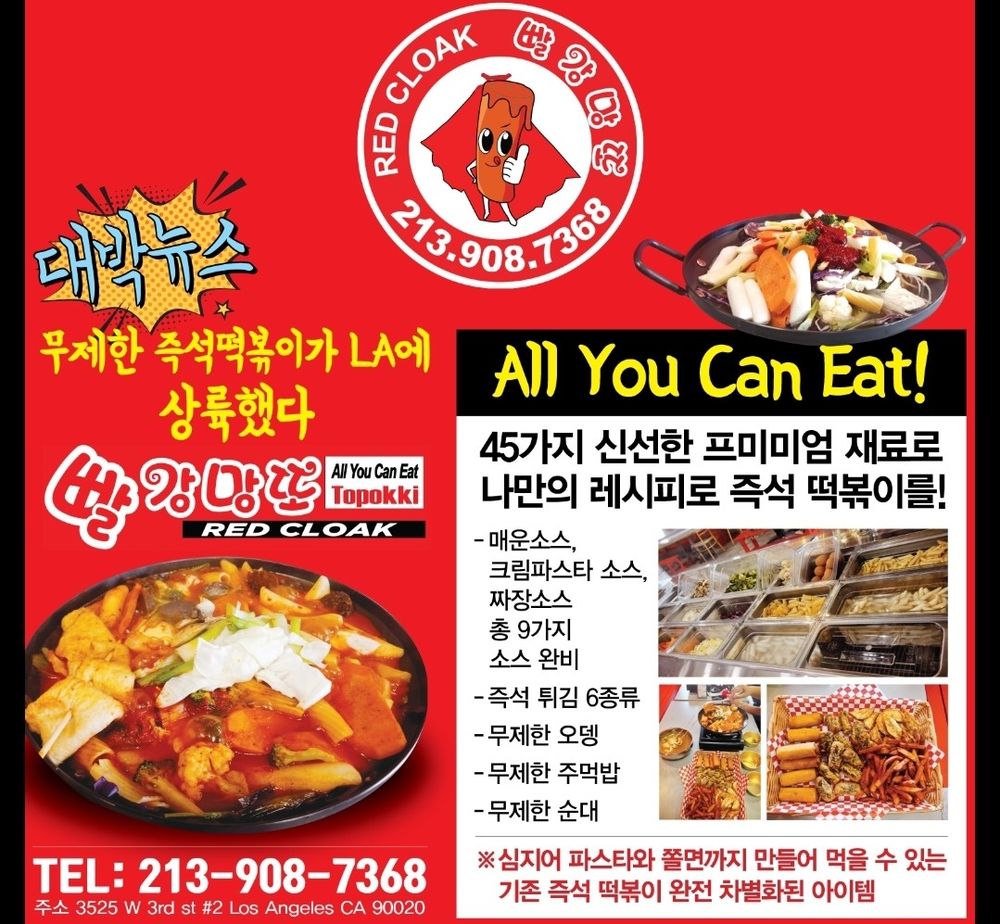 RED CLOAK 빨강망또
213.908.7368
대박뉴스
무제한 즉석떡볶이가 LA에
상륙했다
빨강망또
All You Can Eat
Topokki
RED CLOAK
TEL: 213-908-7368
주소 3525 W 3rd st #2 Los Angeles CA 90020
All You Can Eat!
45가지 신선한 프미미엄 재료로
나만의 레시피로 즉석 떡볶이를!
- 매운소스,
크림파스타 소스,
짜장소스
총 9가지
소스 완비
- 즉석 튀김 6종류
- 무제한 오뎅
- 무제한 주먹밥
- 무제한 순대
※심지어 파스타와 쫄면까지 만들어 먹을 수 있는
기존 즉석 떡볶이 완전 차별화된 아이템